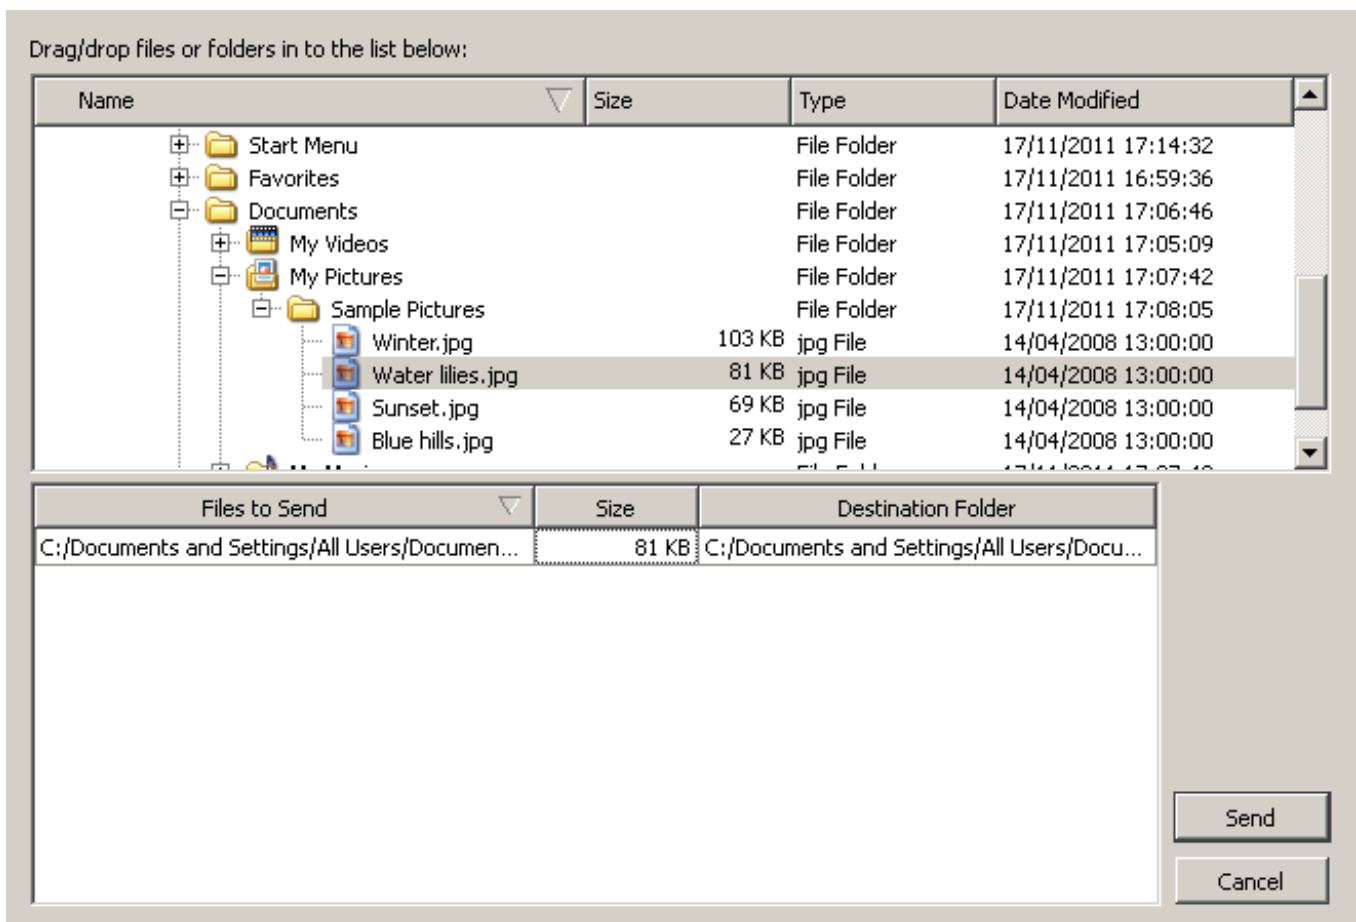 Drag/drop files or folders in to the list below:
Name Size Type Date Modified
Start Menu File Folder 17/11/2011 17:14:32
Favorites File Folder 17/11/2011 16:59:36
Documents File Folder 17/11/2011 17:06:46
My Videos File Folder 17/11/2011 17:05:09
My Pictures File Folder 17/11/2011 17:07:42
Sample Pictures File Folder 17/11/2011 17:08:05
Winter.jpg 103 KB jpg File 14/04/2008 13:00:00
Water lilies.jpg 81 KB jpg File 14/04/2008 13:00:00
Sunset.jpg 69 KB jpg File 14/04/2008 13:00:00
Blue hills.jpg 27 KB jpg File 14/04/2008 13:00:00
Files to Send Size Destination Folder
C:/Documents and Settings/All Users/Documen... 81 KB C:/Documents and Settings/All Users/Docu...
Send
Cancel